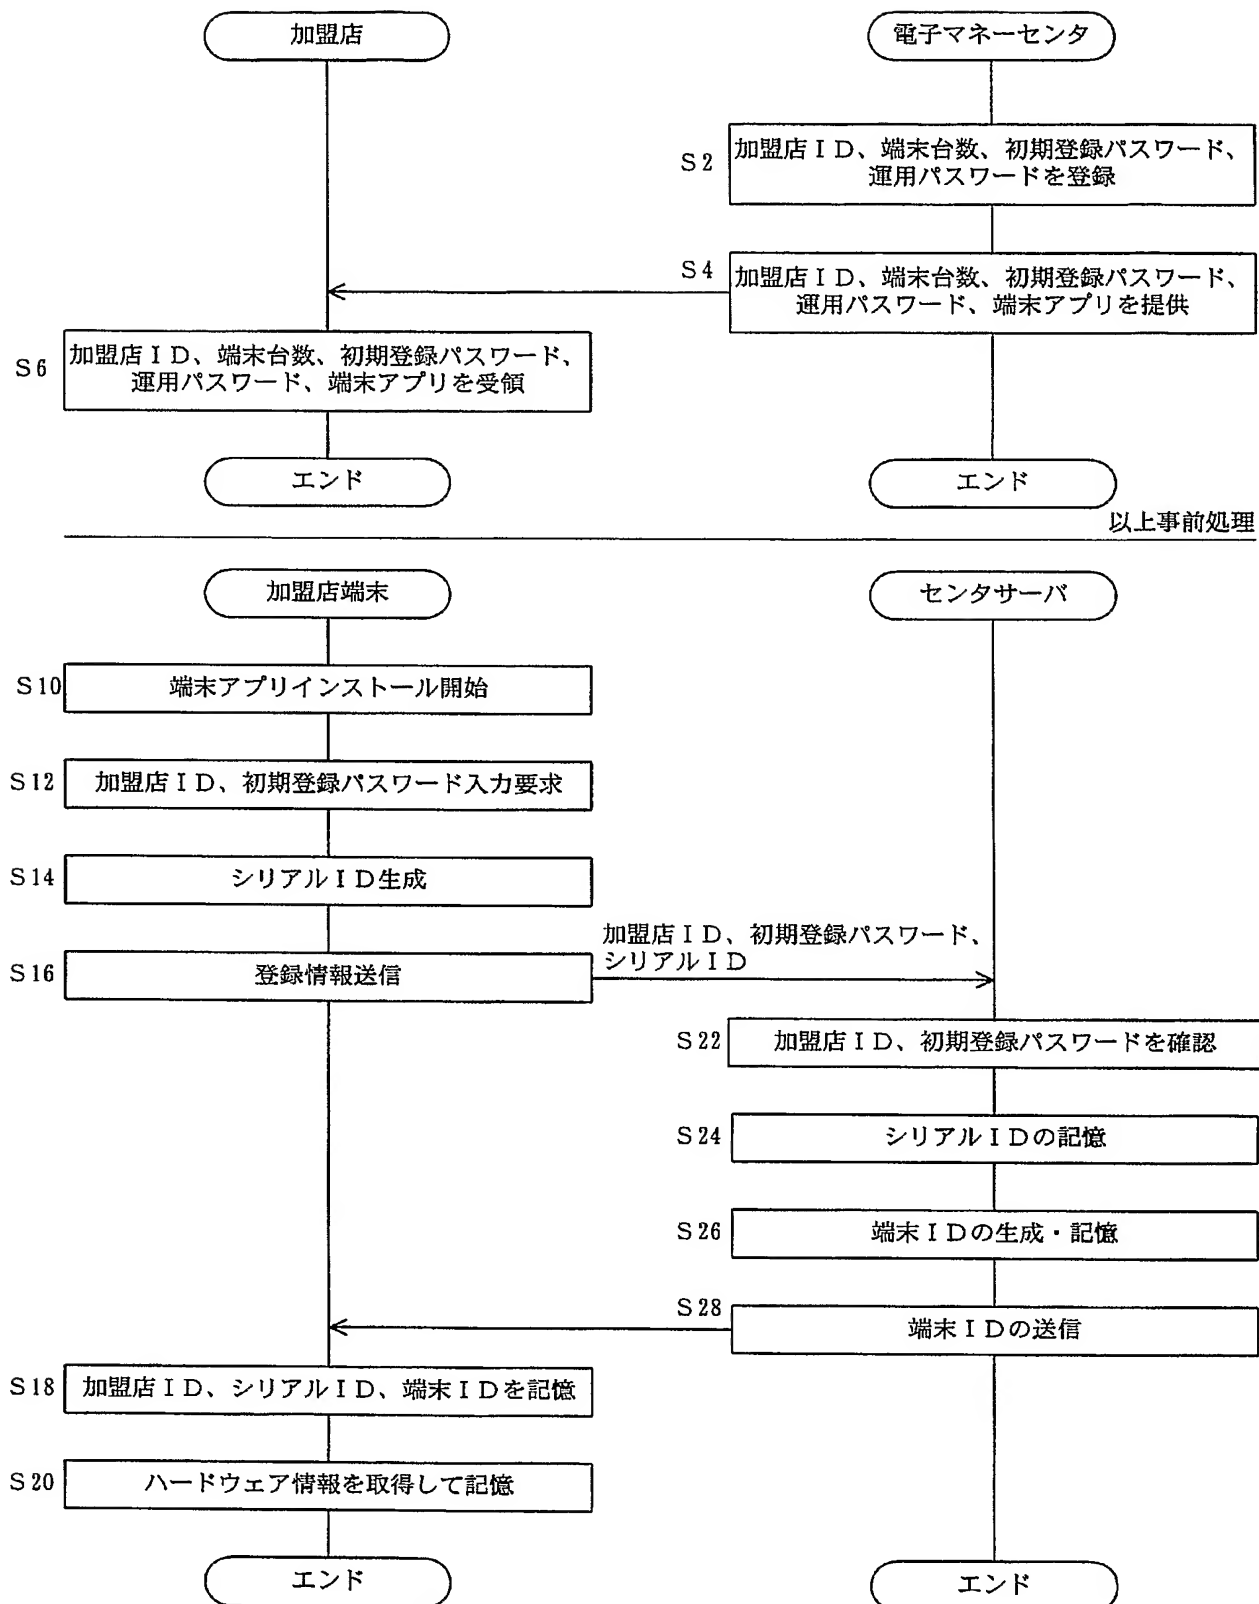 加盟店
電子マネーセンタ
S2
加盟店ＩＤ、端末台数、初期登録パスワード、
運用パスワードを登録
S4
加盟店ＩＤ、端末台数、初期登録パスワード、
運用パスワード、端末アプリを提供
S6
加盟店ＩＤ、端末台数、初期登録パスワード、
運用パスワード、端末アプリを受領
エンド
エンド
以上事前処理
加盟店端末
センタサーバ
S10
端末アプリインストール開始
S12
加盟店ＩＤ、初期登録パスワード入力要求
S14
シリアルＩＤ生成
加盟店ＩＤ、初期登録パスワード、
シリアルＩＤ
S16
登録情報送信
S22
加盟店ＩＤ、初期登録パスワードを確認
S24
シリアルＩＤの記憶
S26
端末ＩＤの生成・記憶
S28
端末ＩＤの送信
S18
加盟店ＩＤ、シリアルＩＤ、端末ＩＤを記憶
S20
ハードウェア情報を取得して記憶
エンド
エンド